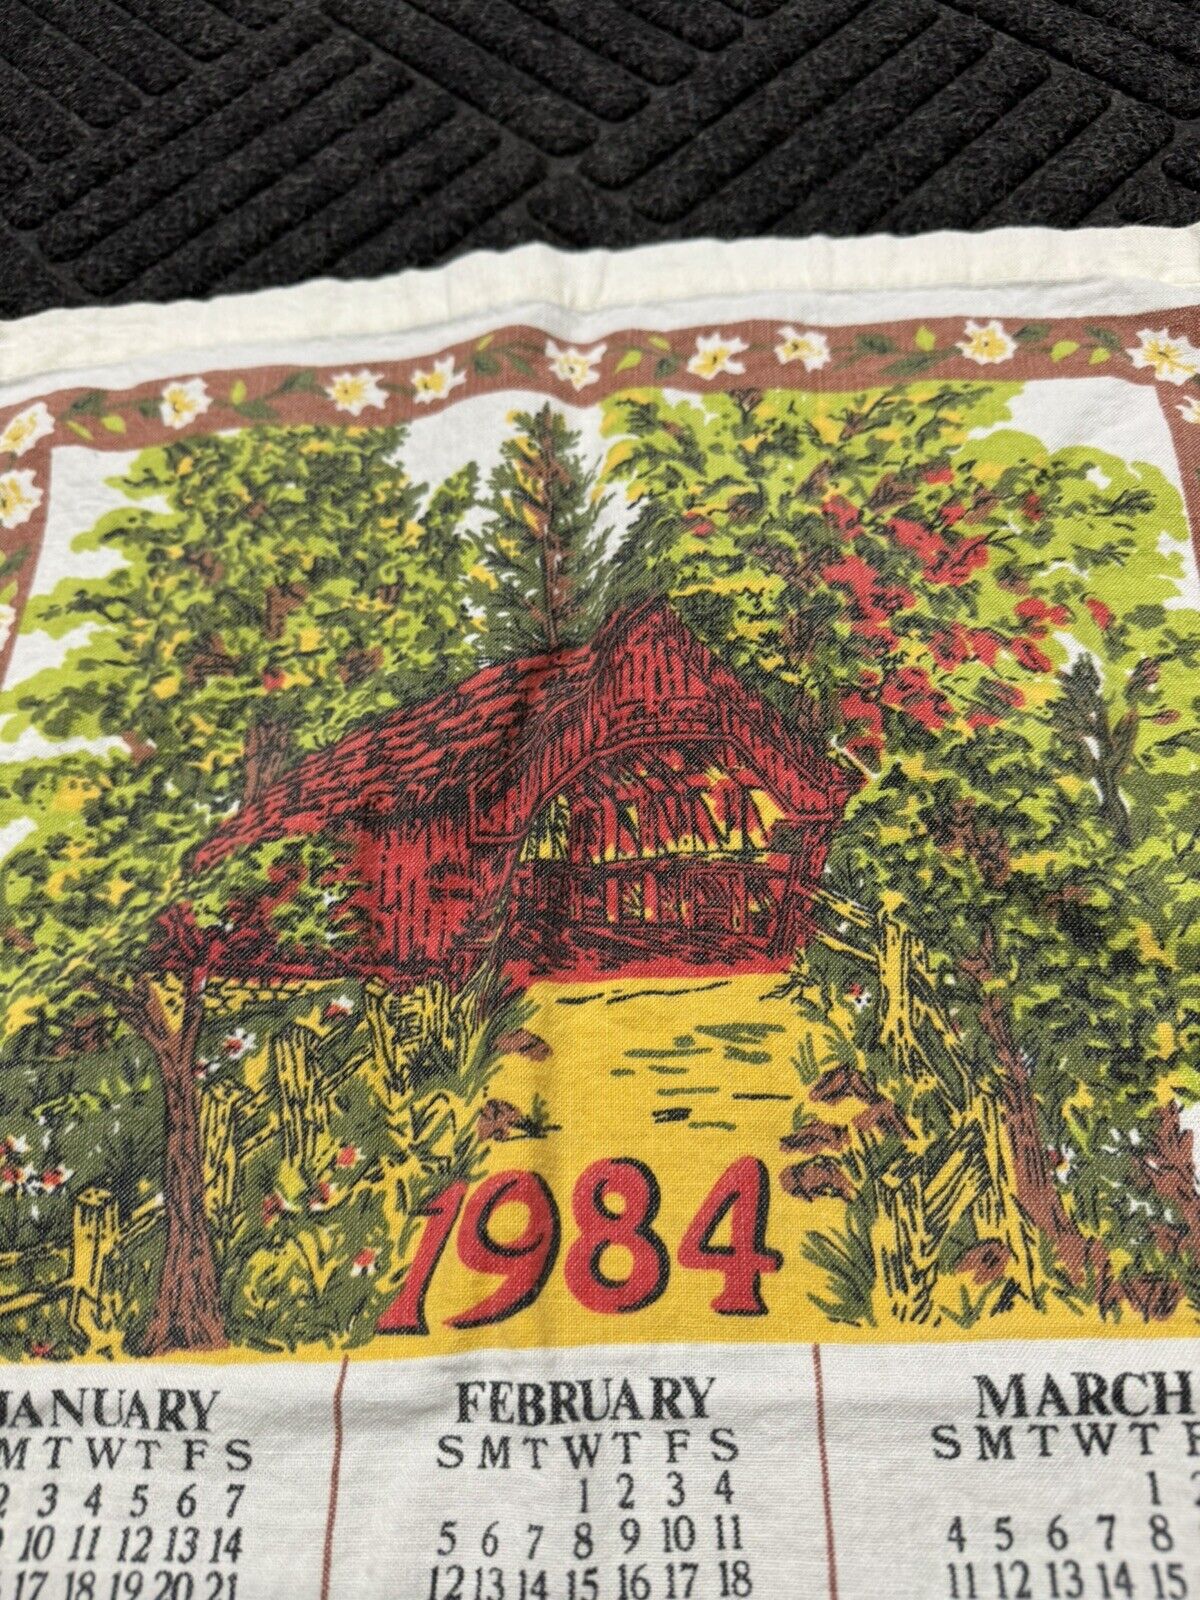 1984
JANUARY FEBRUARY MARCH
M T W T F S S M T W T F S S M T W T F
2 3 4 5 6 7 1 2 3 4 1
10 11 12 13 14 5 6 7 8 9 10 11 4 5 6 7 8
17 18 19 20 21 12 13 14 15 16 17 18 11 12 13 14 15